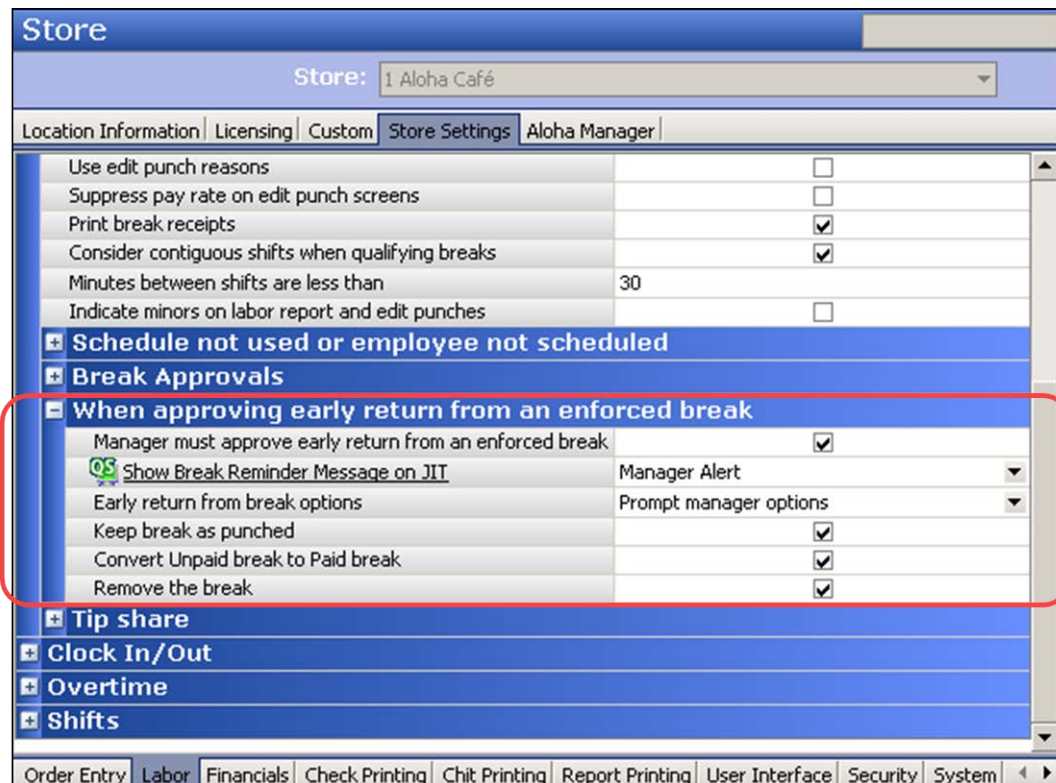 Store
Store: 1 Aloha Café
Location Information Licensing Custom Store Settings Aloha Manager
Use edit punch reasons
Suppress pay rate on edit punch screens
Print break receipts
Consider contiguous shifts when qualifying breaks
Minutes between shifts are less than 30
Indicate minors on labor report and edit punches
Schedule not used or employee not scheduled
Break Approvals
When approving early return from an enforced break
Manager must approve early return from an enforced break
QS Show Break Reminder Message on JIT Manager Alert
Early return from break options Prompt manager options
Keep break as punched
Convert Unpaid break to Paid break
Remove the break
Tip share
Clock In/Out
Overtime
Shifts
Order Entry Labor Financials Check Printing Chit Printing Report Printing User Interface Security System